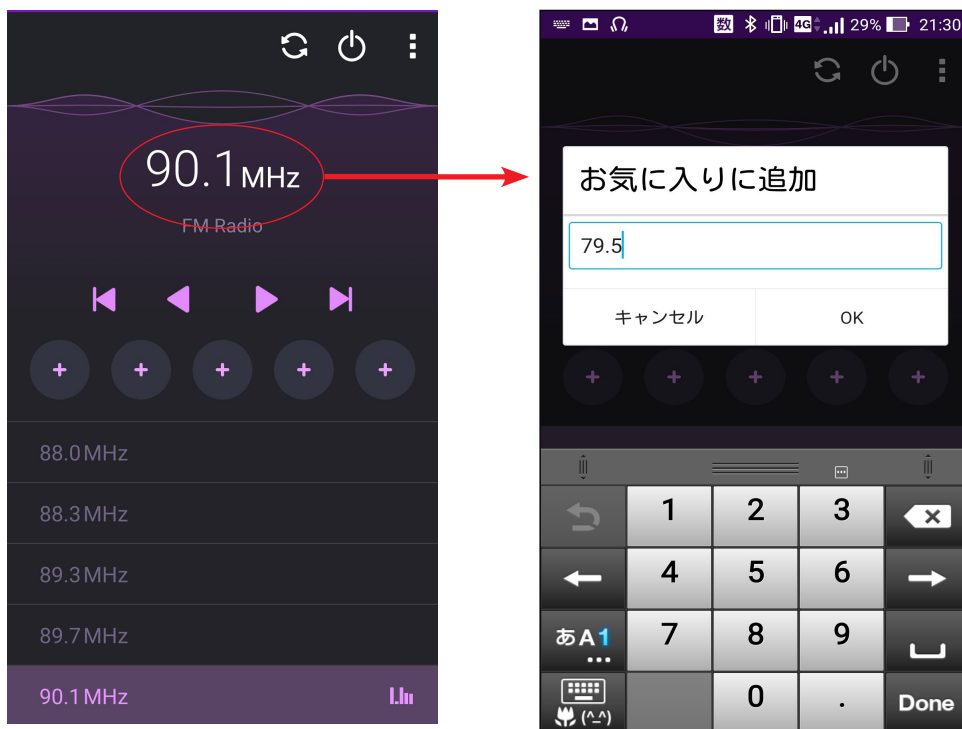 90.1MHz
FM Radio
88.0MHz
88.3MHz
89.3MHz
89.7MHz
90.1MHz
数 4G 29% 21:30
お気に入りに追加
79.5
キャンセル OK
1 2 3
4 5 6
あA1 7 8 9
(^_^) 0 . Done